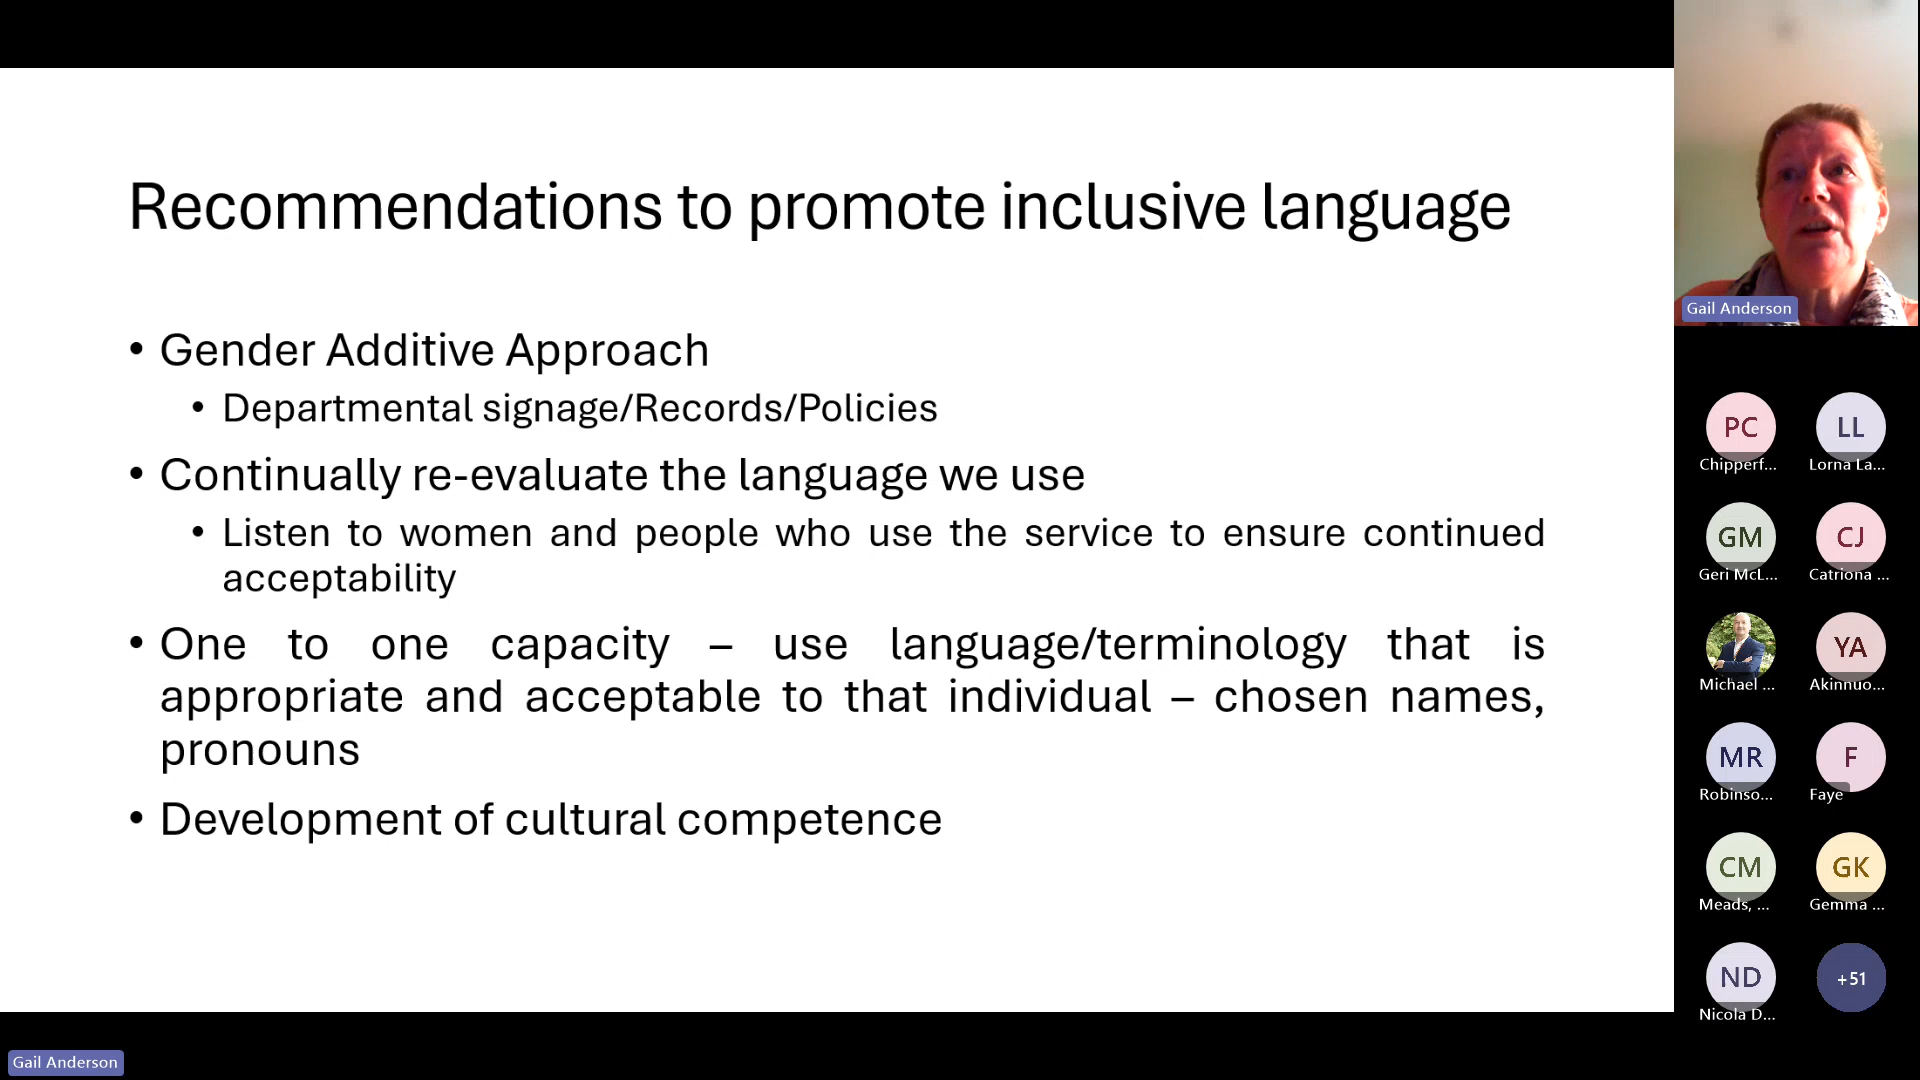 Recommendations to promote inclusive language
• Gender Additive Approach
• Departmental signage/Records/Policies
• Continually re-evaluate the language we use
• Listen to women and people who use the service to ensure continued
acceptability
• One to one capacity – use language/terminology that is
appropriate and acceptable to that individual – chosen names,
pronouns
• Development of cultural competence
Gail Anderson
PC
Chipperf...
LL
Lorna La...
GM
Geri McL...
CJ
Catriona ...
Michael ...
YA
Akinnuo...
MR
Robinso...
F
Faye
CM
Meads, ...
GK
Gemma ...
ND
Nicola D...
+51
Gail Anderson